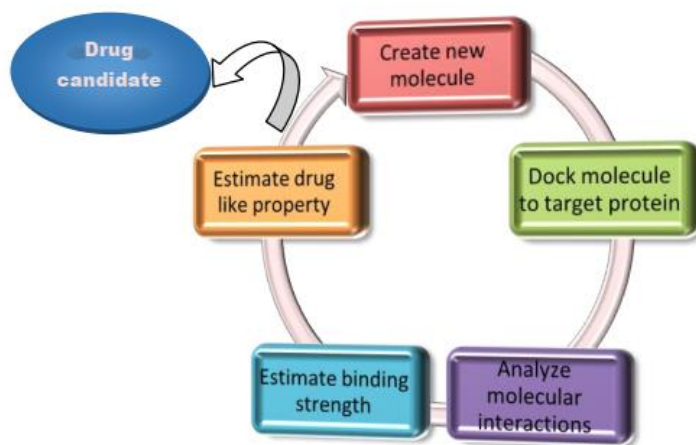 Drug
candidate
Create new
molecule
Estimate drug
like property
Dock molecule
to target protein
Estimate binding
strength
Analyze
molecular
interactions